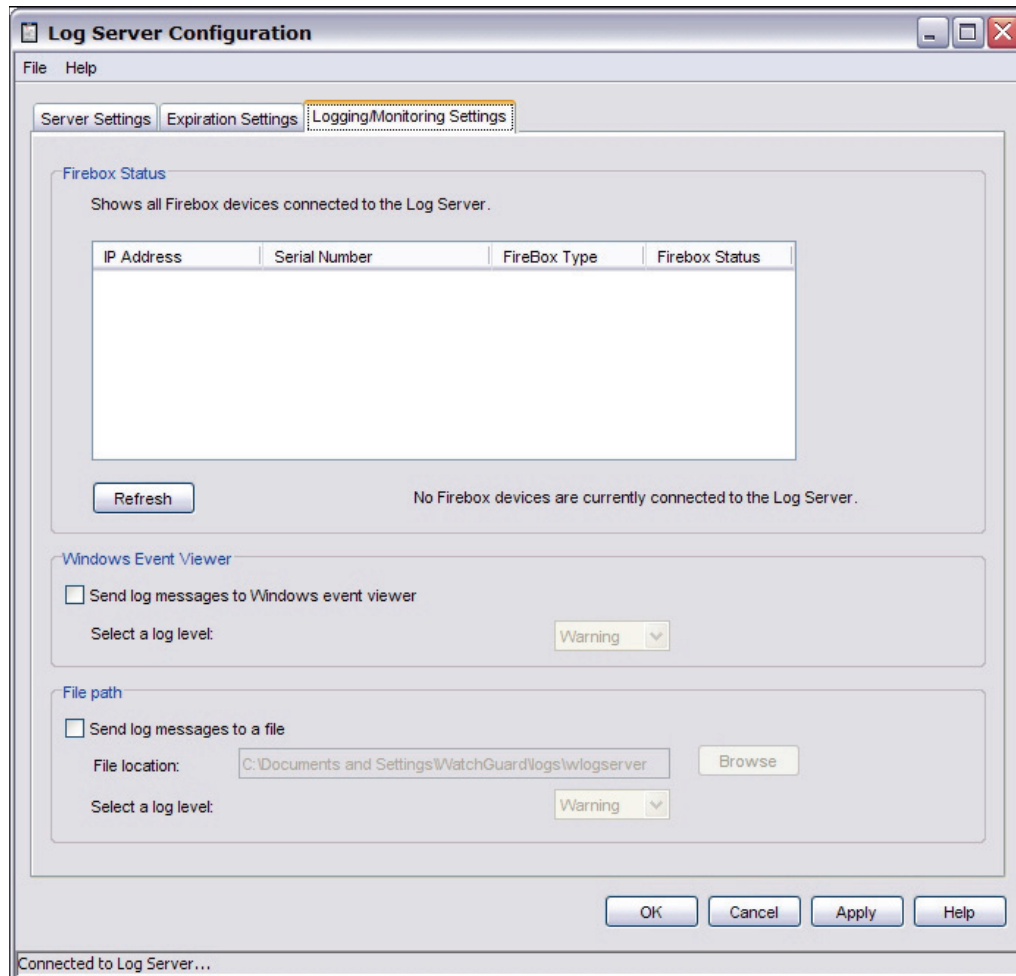 Log Server Configuration
File Help
Server Settings Expiration Settings Logging/Monitoring Settings
Firebox Status
Shows all Firebox devices connected to the Log Server.
IP Address Serial Number FireBox Type Firebox Status
Refresh No Firebox devices are currently connected to the Log Server.
Windows Event Viewer
Send log messages to Windows event viewer
Select a log level: Warning
File path
Send log messages to a file
File location: C:\Documents and Settings\WatchGuard\logs\wlogserver Browse
Select a log level: Warning
OK Cancel Apply Help
Connected to Log Server...